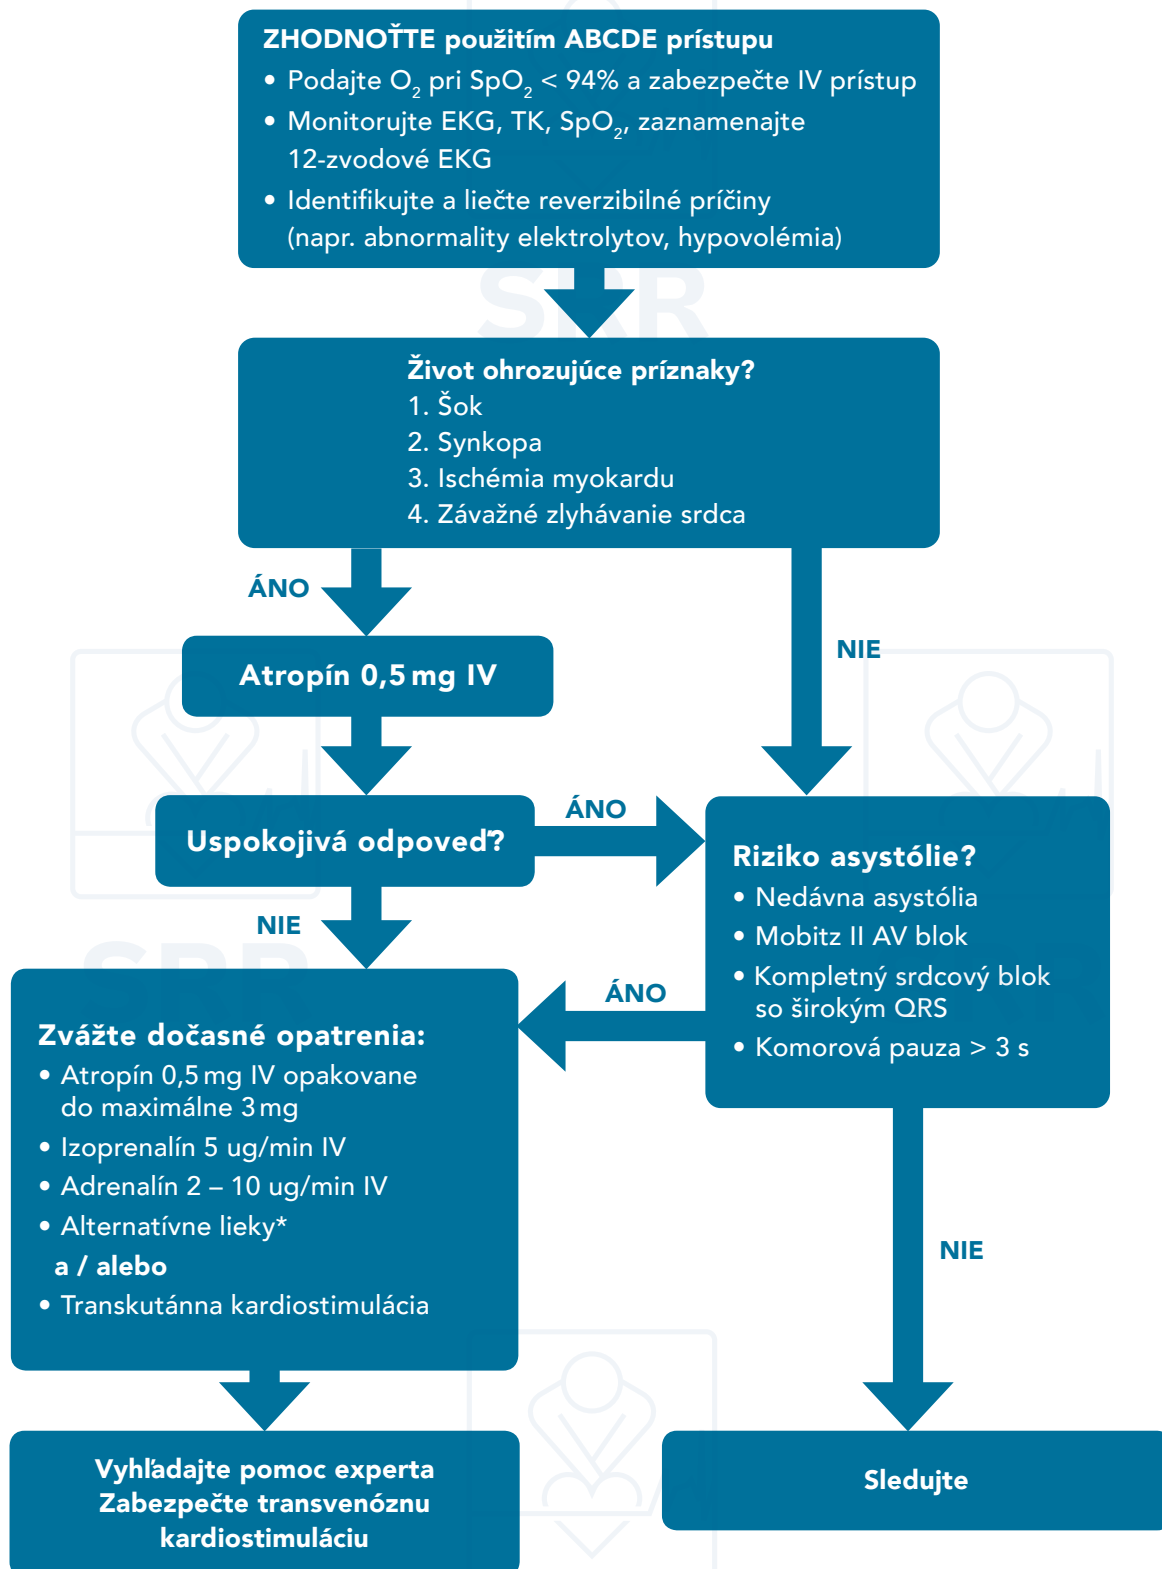 ZHODNOŤTE použitím ABCDE prístupu
• Podajte O₂ pri SpO₂ < 94% a zabezpečte IV prístup
• Monitorujte EKG, TK, SpO₂, zaznamenajte
12-zvodové EKG
• Identifikujte a liečte reverzibilné príčiny
(napr. abnormality elektrolytov, hypovolémia)
SRR
Život ohrozujúce príznaky?
1. Šok
2. Synkopa
3. Ischémia myokardu
4. Závažné zlyhávanie srdca
ÁNO
NIE
Atropín 0,5 mg IV
Uspokojivá odpoveď?
ÁNO
Riziko asystólie?
• Nedávna asystólia
• Mobitz II AV blok
• Kompletný srdcový blok
so širokým QRS
• Komorová pauza > 3 s
NIE
SRR
ÁNO
Zvážte dočasné opatrenia:
• Atropín 0,5 mg IV opakovane
do maximálne 3 mg
• Izoprenalín 5 ug/min IV
• Adrenalín 2 – 10 ug/min IV
• Alternatívne lieky*
a / alebo
• Transkutánna kardiostimulácia
NIE
Vyhľadajte pomoc experta
Zabezpečte transvenóznu
kardiostimuláciu
Sledujte